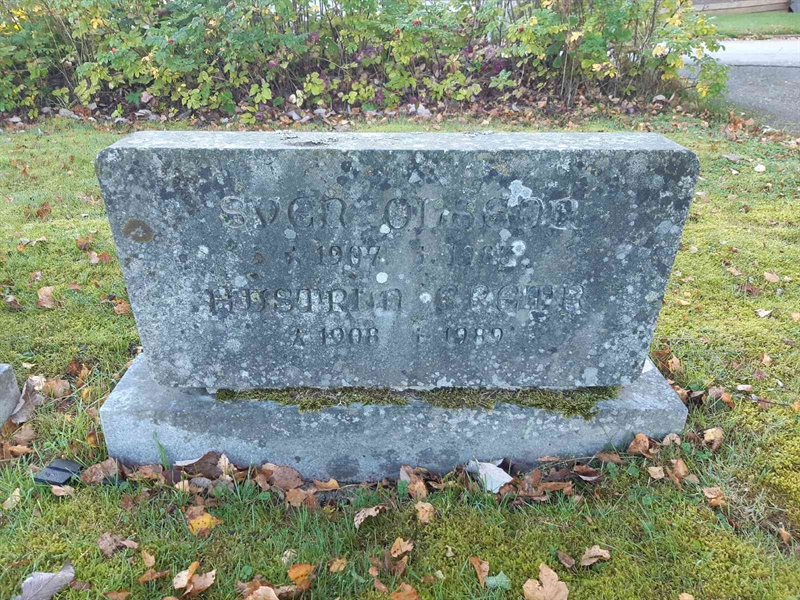 SVEN OLSSON
* 1907 †
HUSTRUN
* 1908 † 1989